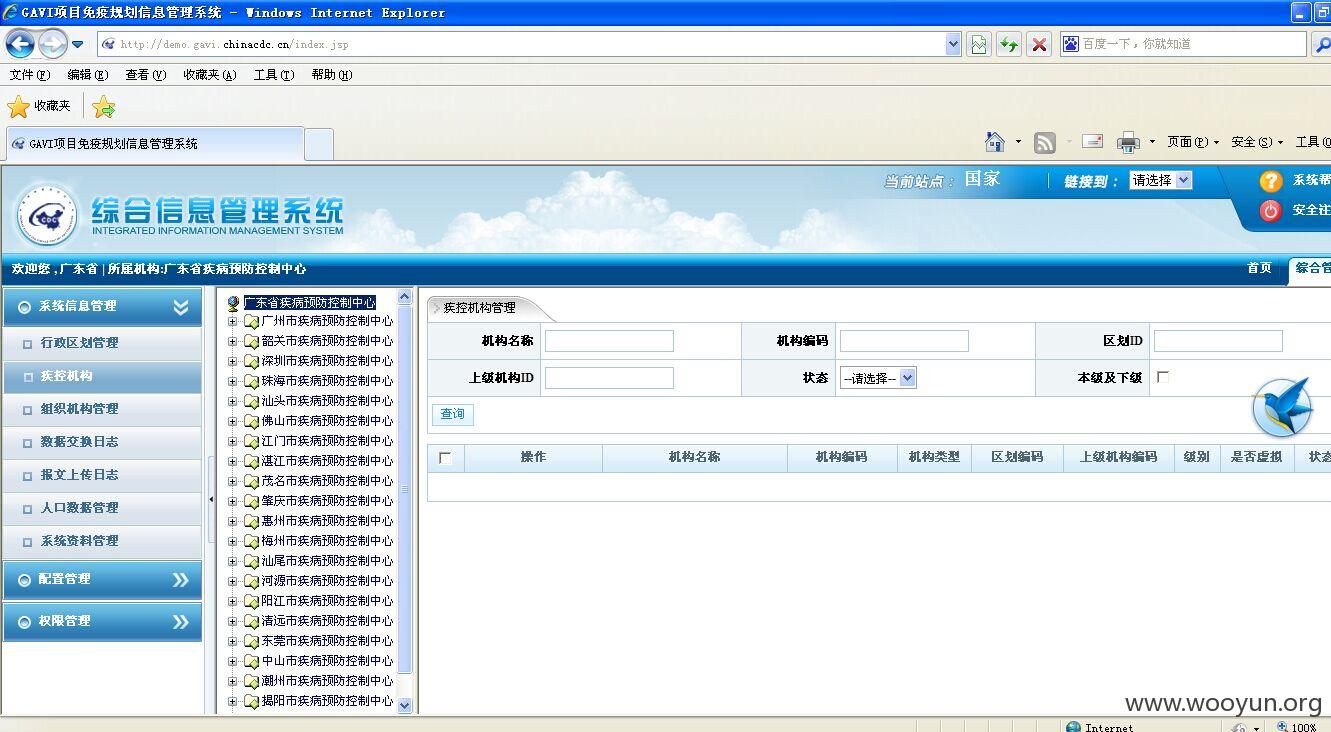 GAVI项目免疫规划信息管理系统 - Windows Internet Explorer
http://demo.gavi.chinacdc.cn/index.jsp
百度一下，你就知道
文件(F) 编辑(E) 查看(V) 收藏夹(A) 工具(T) 帮助(H)
收藏夹
GAVI项目免疫规划信息管理系统
页面(P) 安全(S) 工具(O
当前站点： 国家 链接到： 请选择 系统帮
CDC
综合信息管理系统
INTEGRATED INFORMATION MANAGEMENT SYSTEM
安全注
欢迎您，广东省 | 所属机构:广东省疾病预防控制中心
首页 综合管
系统信息管理
行政区划管理
疾控机构
组织机构管理
数据交换日志
报文上传日志
人口数据管理
系统资料管理
配置管理
权限管理
广东省疾病预防控制中心
广州市疾病预防控制中心
韶关市疾病预防控制中心
深圳市疾病预防控制中心
珠海市疾病预防控制中心
汕头市疾病预防控制中心
佛山市疾病预防控制中心
江门市疾病预防控制中心
湛江市疾病预防控制中心
茂名市疾病预防控制中心
肇庆市疾病预防控制中心
惠州市疾病预防控制中心
梅州市疾病预防控制中心
汕尾市疾病预防控制中心
河源市疾病预防控制中心
阳江市疾病预防控制中心
清远市疾病预防控制中心
东莞市疾病预防控制中心
中山市疾病预防控制中心
潮州市疾病预防控制中心
揭阳市疾病预防控制中心
疾控机构管理
机构名称 机构编码 区划ID
上级机构ID 状态 --请选择-- 本级及下级
查询
操作 机构名称 机构编码 机构类型 区划编码 上级机构编码 级别 是否虚拟 状态
www.wooyun.org
Internet 100%